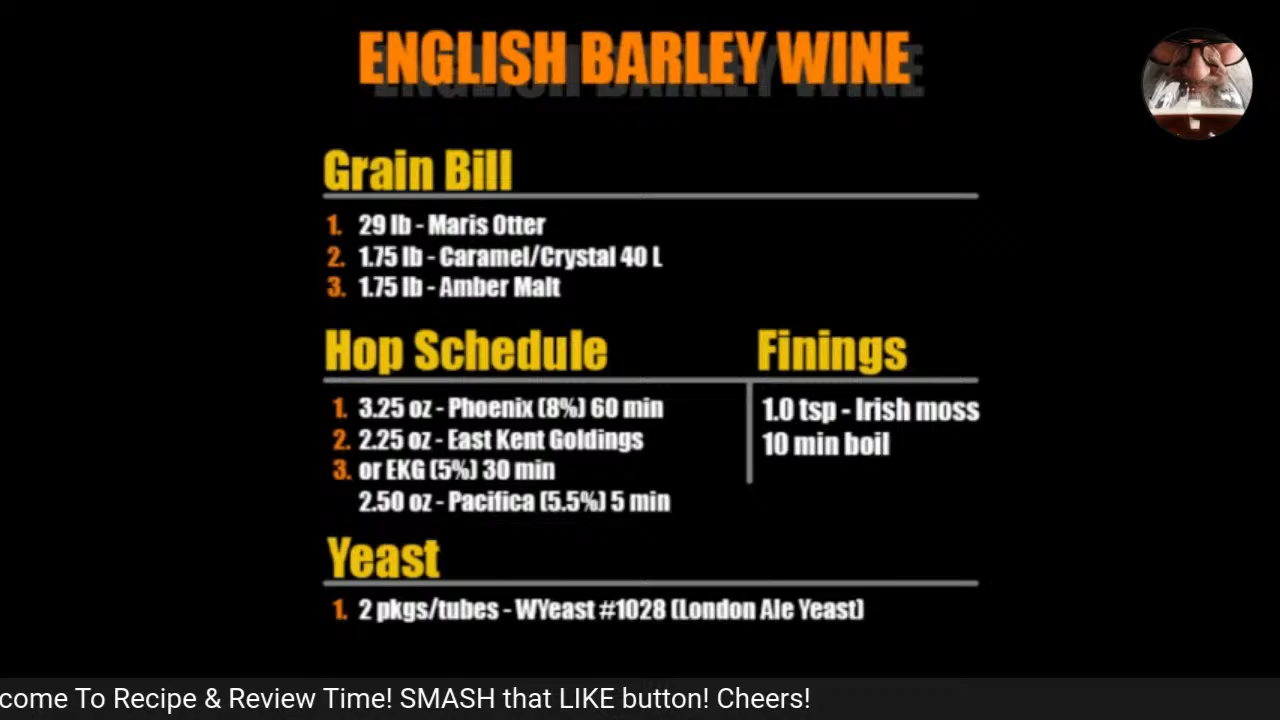 ENGLISH BARLEY WINE
Grain Bill
1. 29 lb - Maris Otter
2. 1.75 lb - Caramel/Crystal 40 L
3. 1.75 lb - Amber Malt
Hop Schedule
1. 3.25 oz - Phoenix (8%) 60 min
2. 2.25 oz - East Kent Goldings
3. or EKG (5%) 30 min
2.50 oz - Pacifica (5.5%) 5 min
Finings
1.0 tsp - Irish moss
10 min boil
Yeast
1. 2 pkgs/tubes - WYeast #1028 (London Ale Yeast)
come To Recipe & Review Time! SMASH that LIKE button! Cheers!